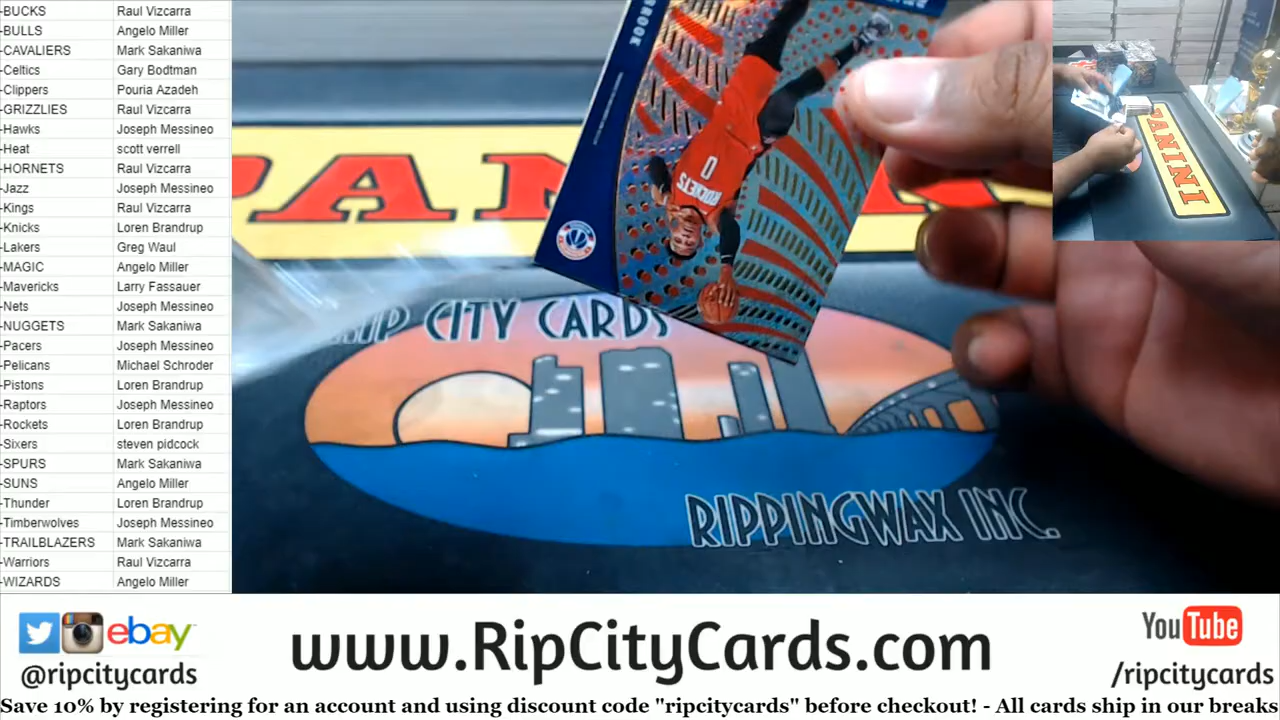 -BUCKS Raul Vizcarra
-BULLS Angelo Miller
-CAVALIERS Mark Sakaniwa
-Celtics Gary Bodtman
-Clippers Pouria Azadeh
-GRIZZLIES Raul Vizcarra
-Hawks Joseph Messineo
-Heat scott verrell
-HORNETS Raul Vizcarra
-Jazz Joseph Messineo
-Kings Raul Vizcarra
-Knicks Loren Brandrup
-Lakers Greg Waul
-MAGIC Angelo Miller
-Mavericks Larry Fassauer
-Nets Joseph Messineo
-NUGGETS Mark Sakaniwa
-Pacers Joseph Messineo
-Pelicans Michael Schroder
-Pistons Loren Brandrup
-Raptors Joseph Messineo
-Rockets Loren Brandrup
-Sixers steven pidcock
-SPURS Mark Sakaniwa
-SUNS Angelo Miller
-Thunder Loren Brandrup
-Timberwolves Joseph Messineo
-TRAILBLAZERS Mark Sakaniwa
-Warriors Raul Vizcarra
-WIZARDS Angelo Miller
BROOK
ROCKETS
0
PANINI
RIP CITY CARDS
RIPPINGWAX INC.
ebay
@ripcitycards
www.RipCityCards.com
YouTube
/ripcitycards
Save 10% by registering for an account and using discount code "ripcitycards" before checkout! - All cards ship in our breaks